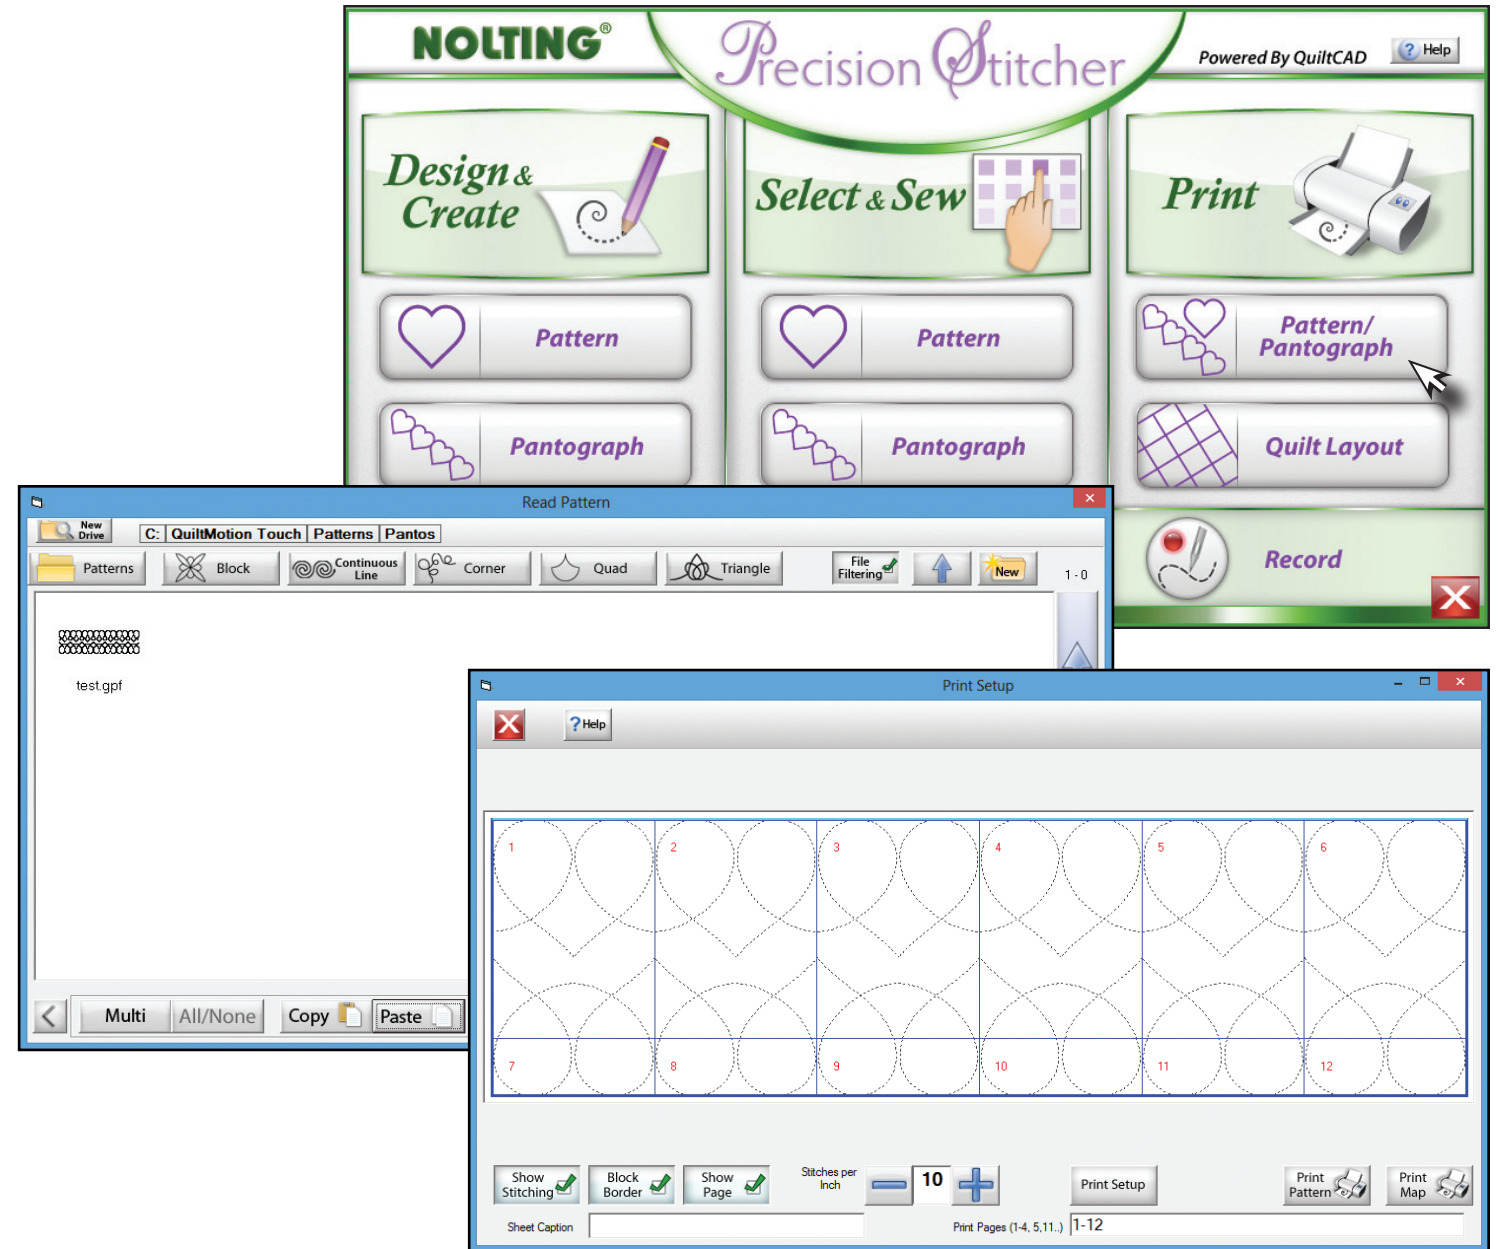 NOLTING®
Precision Stitcher
Powered By QuiltCAD
Help
Design &
Create
Select & Sew
Print
Pattern
Pattern
Pattern/
Pantograph
Pantograph
Pantograph
Quilt Layout
Record
Read Pattern
New
Drive
C: QuiltMotion Touch Patterns Pantos
Patterns
Block
Continuous
Line
Corner
Quad
Triangle
File
Filtering
New
1 - 0
test.gpf
Multi
All/None
Copy
Paste
Print Setup
? Help
1 2 3 4 5 6
7 8 9 10 11 12
Show
Stitching
Block
Border
Show
Page
Stitches per
Inch
10
Print Setup
Print
Pattern
Print
Map
Sheet Caption
Print Pages (1-4, 5,11..) 1-12